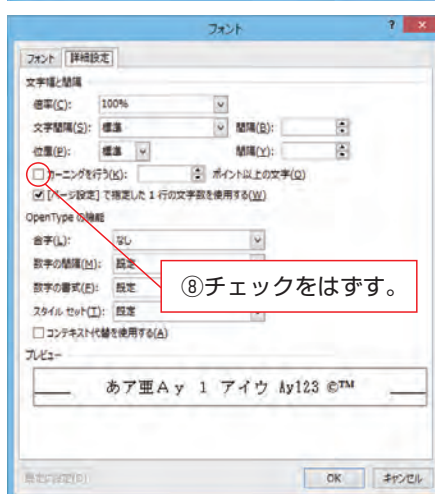 フォント ?
フォント 詳細設定
文字幅と間隔
倍率(C): 100%
文字間隔(S): 標準 間隔(B):
位置(P): 標準 間隔(Y):
カーニングを行う(K): ポイント以上の文字(O)
[ページ設定]で指定した1行の文字数を使用する(W)
OpenType の機能
合字(L): なし
数字の間隔(M): 既定
⑧チェックをはずす。
数字の書式(F): 既定
スタイル セット(T): 既定
コンテキスト代替を使用する(A)
プレビュー
あア亜Ay 1 アイウ Ay123 ©™
既定に設定(D) OK キャンセル